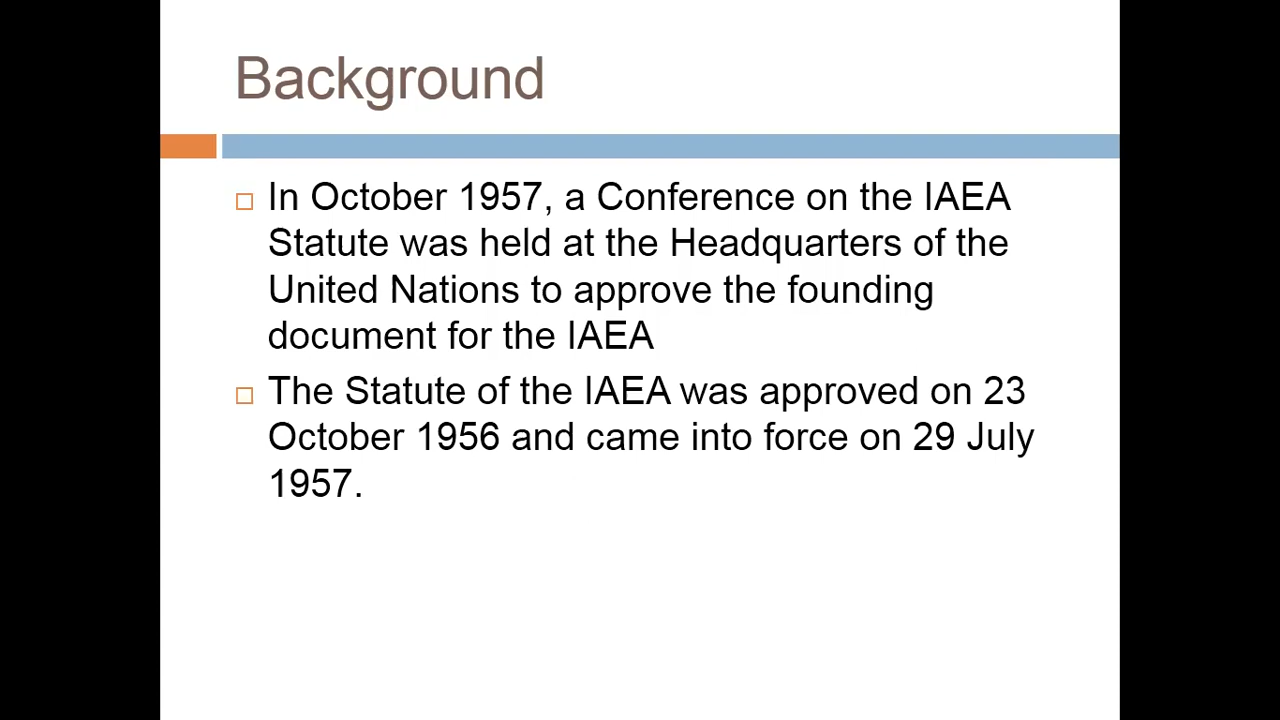 Background
In October 1957, a Conference on the IAEA
Statute was held at the Headquarters of the
United Nations to approve the founding
document for the IAEA
The Statute of the IAEA was approved on 23
October 1956 and came into force on 29 July
1957.